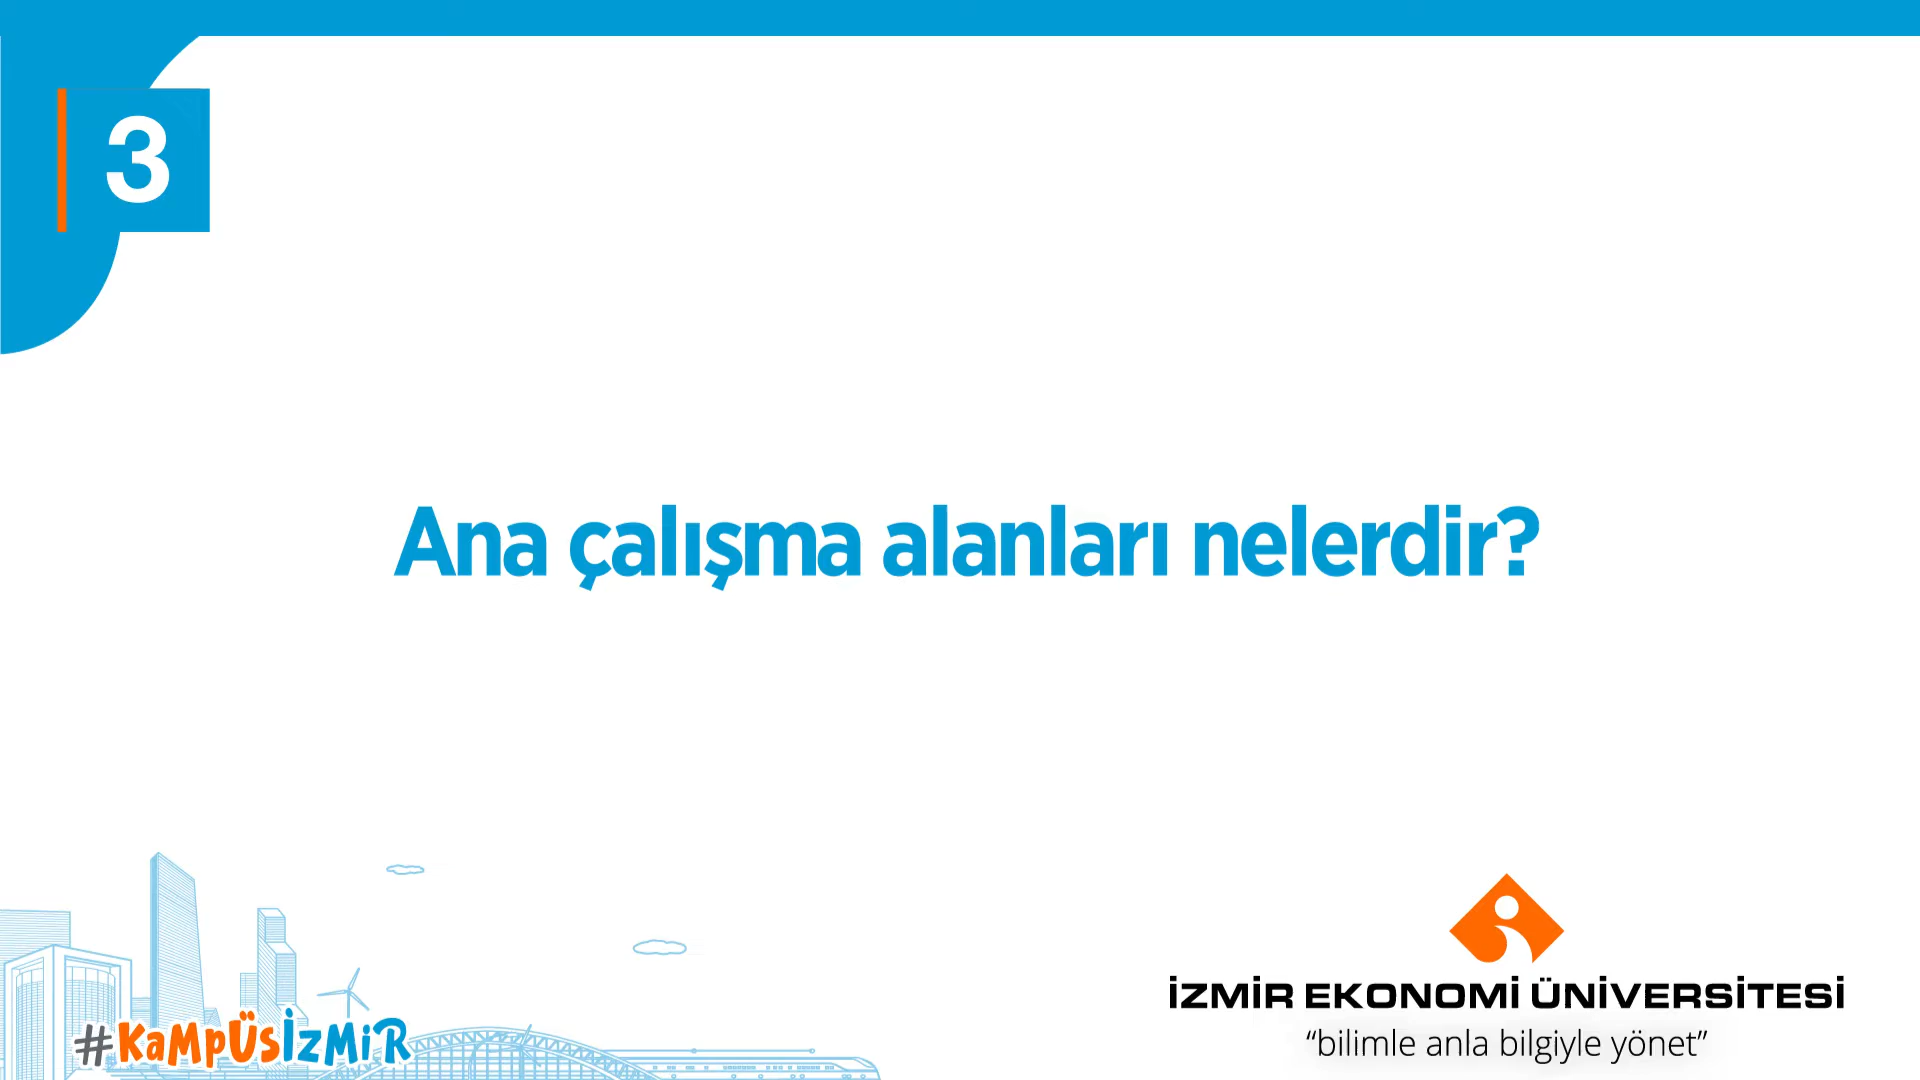 3
Ana çalışma alanları nelerdir?
#KaMpÜsİzMiR
İZMİR EKONOMİ ÜNİVERSİTESİ
“bilimle anla bilgiyle yönet”